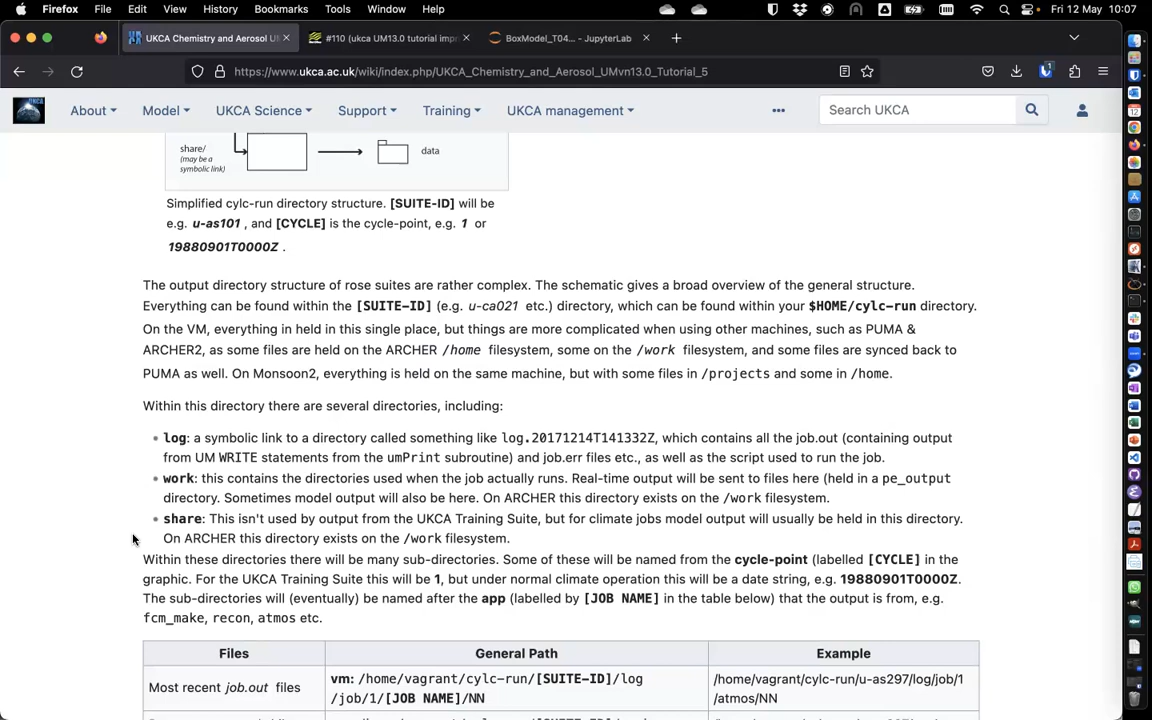 Firefox File Edit View History Bookmarks Tools Window Help Fri 12 May 10:07
UKCA Chemistry and Aerosol U
#110 (ukca UM13.0 tutorial impr
BoxModel_T04... - JupyterLab
https://www.ukca.ac.uk/wiki/index.php/UKCA_Chemistry_and_Aerosol_UMvn13.0_Tutorial_5
About Model UKCA Science Support Training UKCA management Search UKCA
share/
(may be a
symbolic link)
data
Simplified cylc-run directory structure. [SUITE-ID] will be
e.g. u-as101 , and [CYCLE] is the cycle-point, e.g. 1 or
19880901T0000Z .
The output directory structure of rose suites are rather complex. The schematic gives a broad overview of the general structure.
Everything can be found within the [SUITE-ID] (e.g. u-ca021 etc.) directory, which can be found within your $HOME/cylc-run directory.
On the VM, everything in held in this single place, but things are more complicated when using other machines, such as PUMA &
ARCHER2, as some files are held on the ARCHER /home filesystem, some on the /work filesystem, and some files are synced back to
PUMA as well. On Monsoon2, everything is held on the same machine, but with some files in /projects and some in /home.
Within this directory there are several directories, including:
log: a symbolic link to a directory called something like log.20171214T141332Z, which contains all the job.out (containing output
from UM WRITE statements from the umPrint subroutine) and job.err files etc., as well as the script used to run the job.
work: this contains the directories used when the job actually runs. Real-time output will be sent to files here (held in a pe_output
directory. Sometimes model output will also be here. On ARCHER this directory exists on the /work filesystem.
share: This isn't used by output from the UKCA Training Suite, but for climate jobs model output will usually be held in this directory.
On ARCHER this directory exists on the /work filesystem.
Within these directories there will be many sub-directories. Some of these will be named from the cycle-point (labelled [CYCLE] in the
graphic. For the UKCA Training Suite this will be 1, but under normal climate operation this will be a date string, e.g. 19880901T0000Z.
The sub-directories will (eventually) be named after the app (labelled by [JOB NAME] in the table below) that the output is from, e.g.
fcm_make, recon, atmos etc.
Files General Path Example
Most recent job.out files
vm: /home/vagrant/cylc-run/[SUITE-ID]/log
/job/1/[JOB NAME]/NN
/home/vagrant/cylc-run/u-as297/log/job/1
/atmos/NN